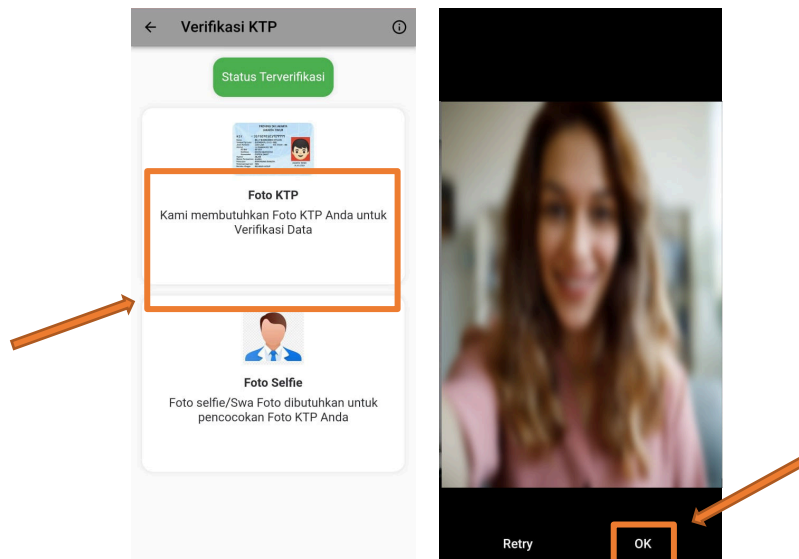 Verifikasi KTP
Status Terverifikasi
Foto KTP
Kami membutuhkan Foto KTP Anda untuk
Verifikasi Data
Foto Selfie
Foto selfie/Swa Foto dibutuhkan untuk
pencocokan Foto KTP Anda
Retry
OK